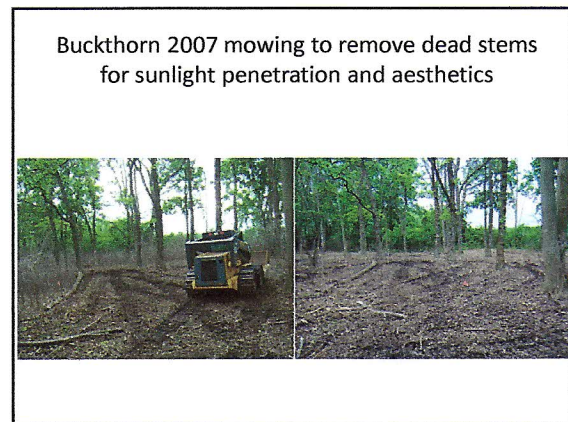 Buckthorn 2007 mowing to remove dead stems
for sunlight penetration and aesthetics